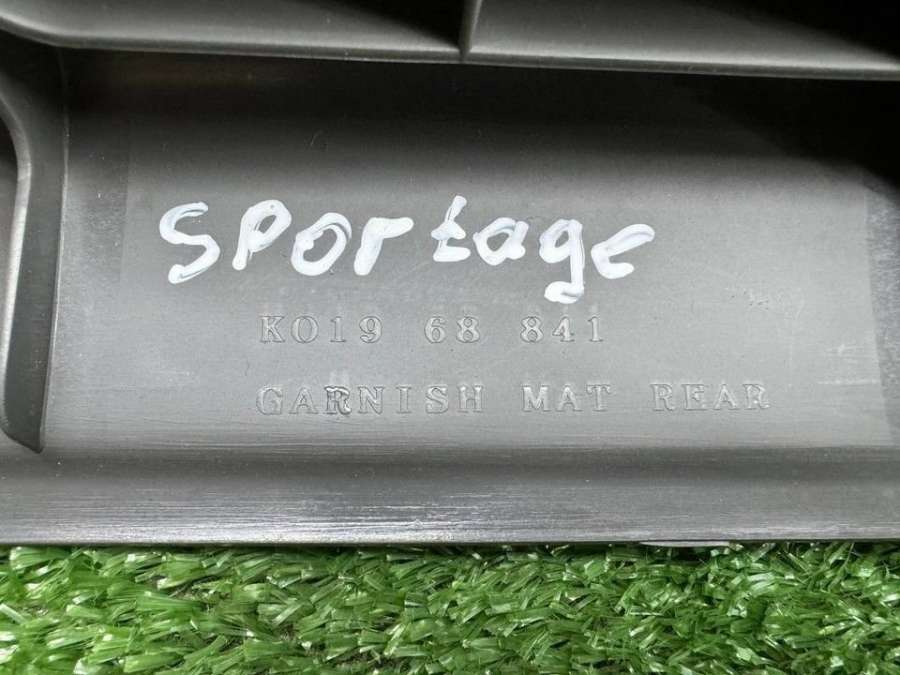 SPortage
KO19 68 841
GARNISH MAT REAR